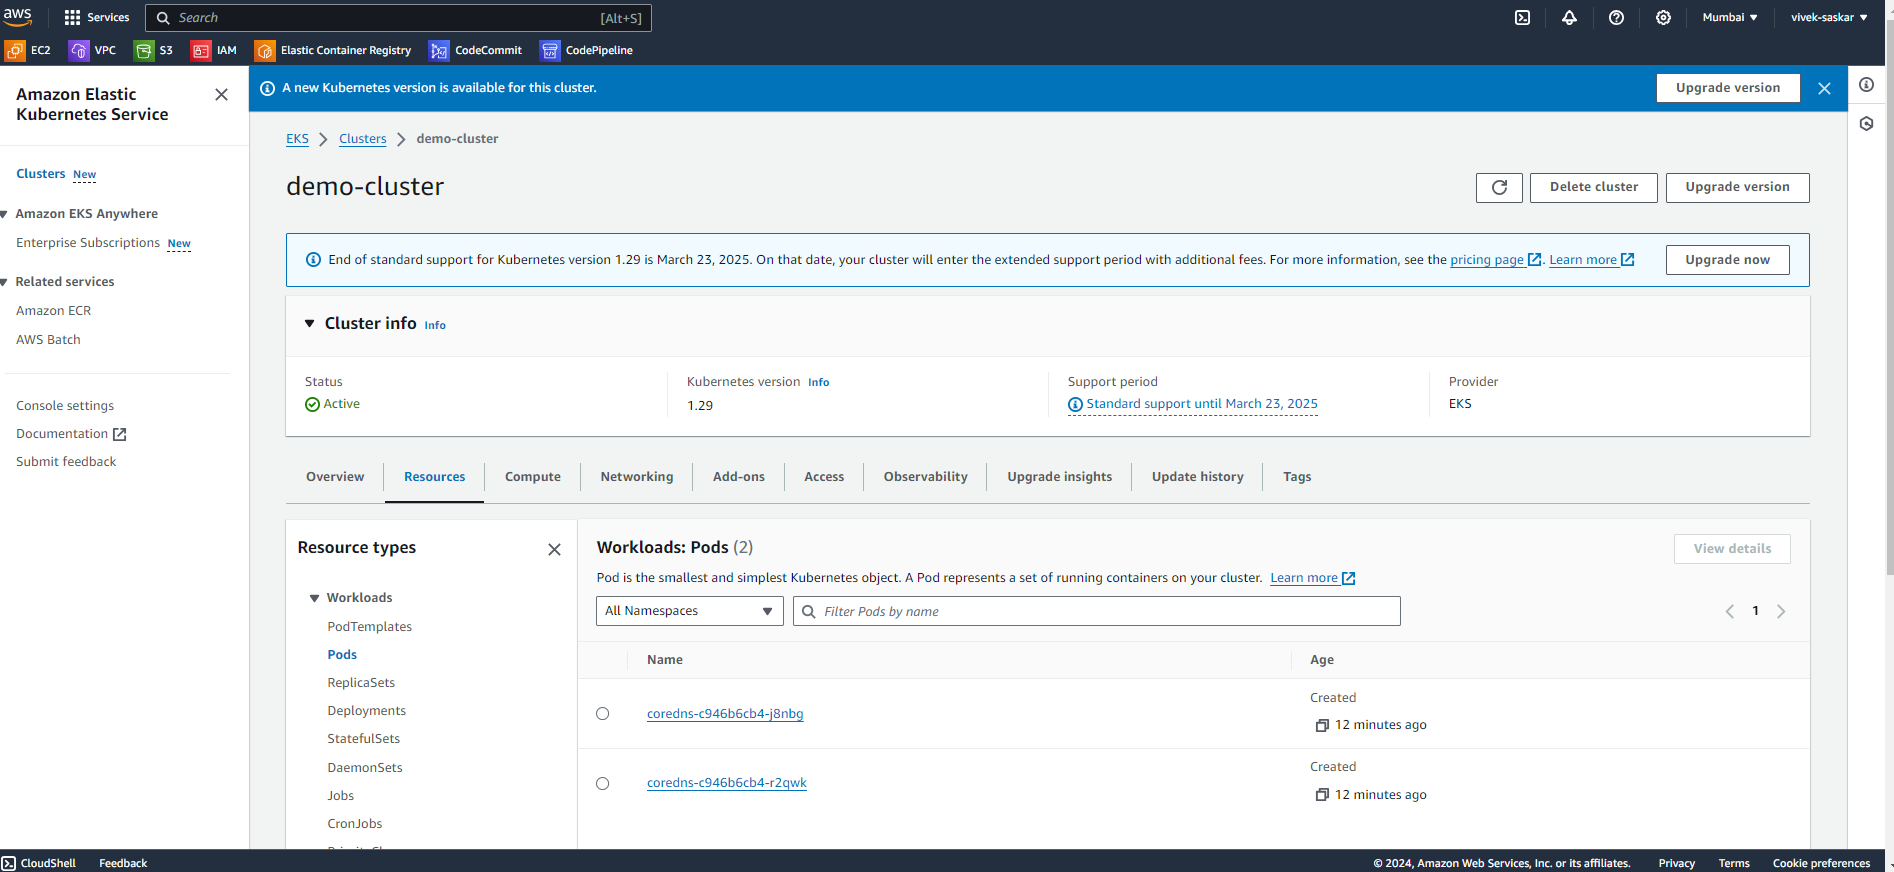 aws
Services
Search
[Alt+S]
Mumbai
vivek-saskar
EC2
VPC
S3
IAM
Elastic Container Registry
CodeCommit
CodePipeline
Amazon Elastic
Kubernetes Service
Clusters New
Amazon EKS Anywhere
Enterprise Subscriptions New
Related services
Amazon ECR
AWS Batch
Console settings
Documentation
Submit feedback
A new Kubernetes version is available for this cluster.
Upgrade version
EKS
Clusters
demo-cluster
demo-cluster
Delete cluster
Upgrade version
End of standard support for Kubernetes version 1.29 is March 23, 2025. On that date, your cluster will enter the extended support period with additional fees. For more information, see the pricing page . Learn more
Upgrade now
Cluster info Info
Status
Active
Kubernetes version Info
1.29
Support period
Standard support until March 23, 2025
Provider
EKS
Overview
Resources
Compute
Networking
Add-ons
Access
Observability
Upgrade insights
Update history
Tags
Resource types
Workloads
PodTemplates
Pods
ReplicaSets
Deployments
StatefulSets
DaemonSets
Jobs
CronJobs
Workloads: Pods (2)
View details
Pod is the smallest and simplest Kubernetes object. A Pod represents a set of running containers on your cluster. Learn more
All Namespaces
Filter Pods by name
1
Name
Age
coredns-c946b6cb4-j8nbg
Created
12 minutes ago
coredns-c946b6cb4-r2qwk
Created
12 minutes ago
CloudShell
Feedback
© 2024, Amazon Web Services, Inc. or its affiliates.
Privacy
Terms
Cookie preferences